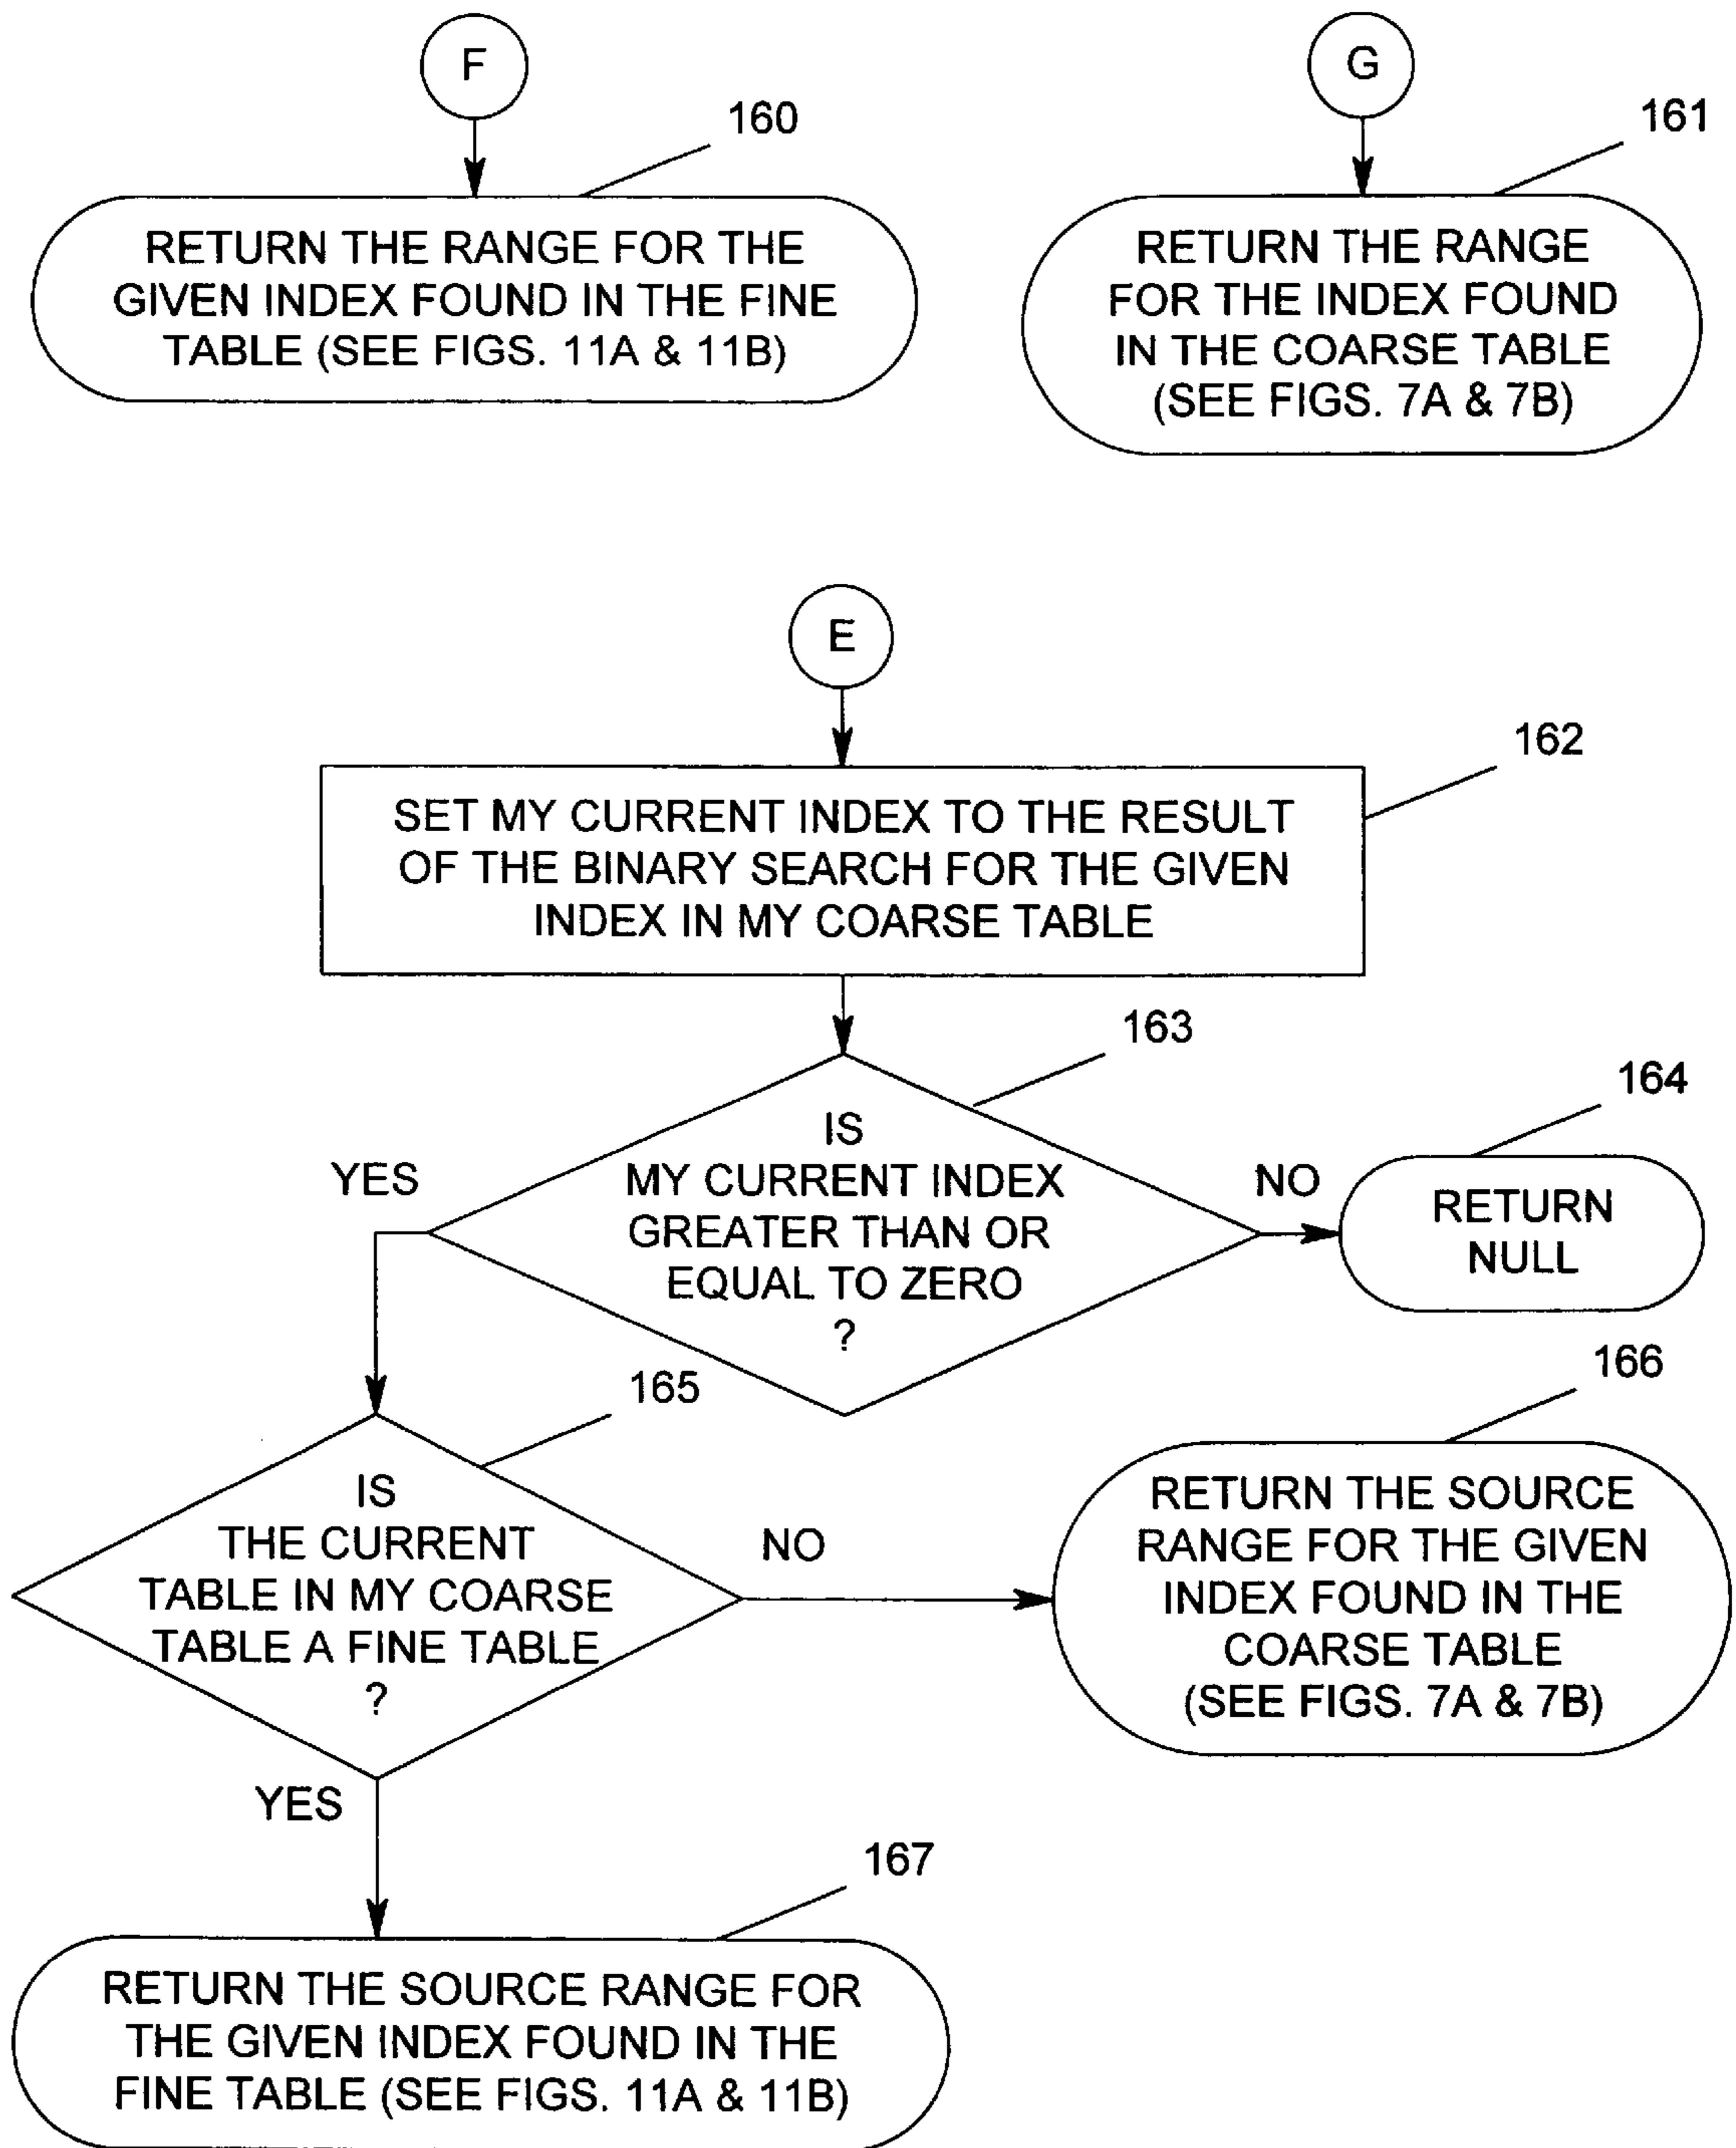 F
160
RETURN THE RANGE FOR THE
GIVEN INDEX FOUND IN THE FINE
TABLE (SEE FIGS. 11A & 11B)
G
161
RETURN THE RANGE
FOR THE INDEX FOUND
IN THE COARSE TABLE
(SEE FIGS. 7A & 7B)
E
162
SET MY CURRENT INDEX TO THE RESULT
OF THE BINARY SEARCH FOR THE GIVEN
INDEX IN MY COARSE TABLE
163
IS
MY CURRENT INDEX
GREATER THAN OR
EQUAL TO ZERO
?
YES
NO
164
RETURN
NULL
165
IS
THE CURRENT
TABLE IN MY COARSE
TABLE A FINE TABLE
?
NO
166
RETURN THE SOURCE
RANGE FOR THE GIVEN
INDEX FOUND IN THE
COARSE TABLE
(SEE FIGS. 7A & 7B)
YES
167
RETURN THE SOURCE RANGE FOR
THE GIVEN INDEX FOUND IN THE
FINE TABLE (SEE FIGS. 11A & 11B)